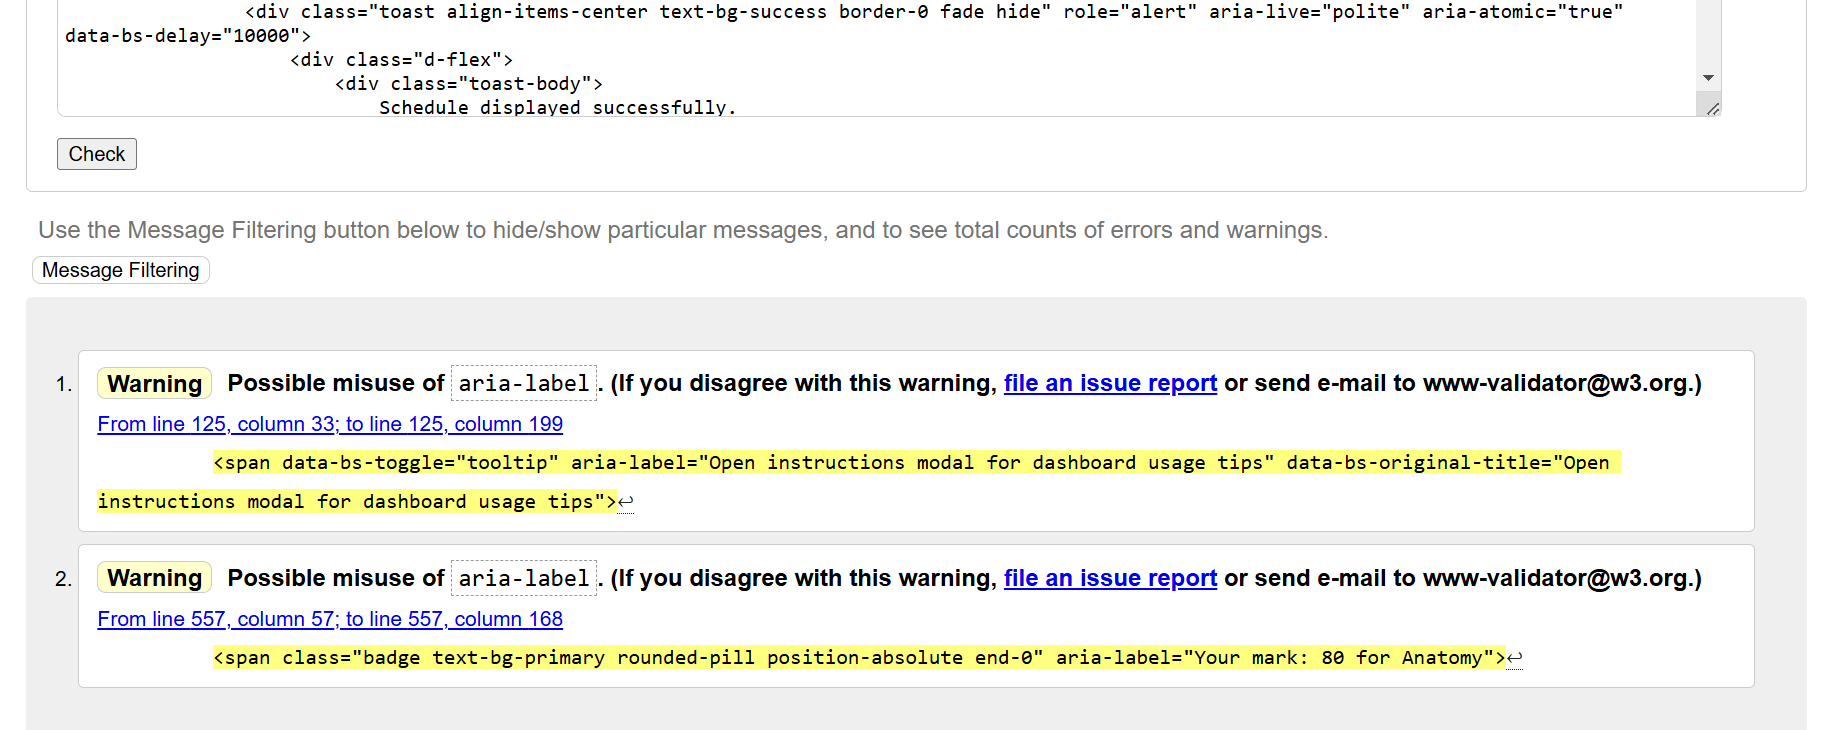 <div class="toast align-items-center text-bg-success border-0 fade hide" role="alert" aria-live="polite" aria-atomic="true"
data-bs-delay="10000">
<div class="d-flex">
<div class="toast-body">
Schedule displayed successfully.
Check
Use the Message Filtering button below to hide/show particular messages, and to see total counts of errors and warnings.
Message Filtering
1. Warning Possible misuse of aria-label. (If you disagree with this warning, file an issue report or send e-mail to www-validator@w3.org.)
From line 125, column 33; to line 125, column 199
<span data-bs-toggle="tooltip" aria-label="Open instructions modal for dashboard usage tips" data-bs-original-title="Open
instructions modal for dashboard usage tips">↩
2. Warning Possible misuse of aria-label. (If you disagree with this warning, file an issue report or send e-mail to www-validator@w3.org.)
From line 557, column 57; to line 557, column 168
<span class="badge text-bg-primary rounded-pill position-absolute end-0" aria-label="Your mark: 80 for Anatomy">↩